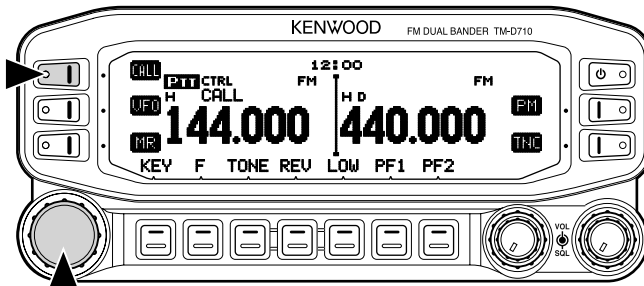 KENWOOD FM DUAL BANDER TM-D710
12:00
CALL PTT CTRL FM FM
H CALL H D
VFO PM
144.000 440.000
MR TNC
KEY F TONE REV LOW PF1 PF2
VOL
SQL